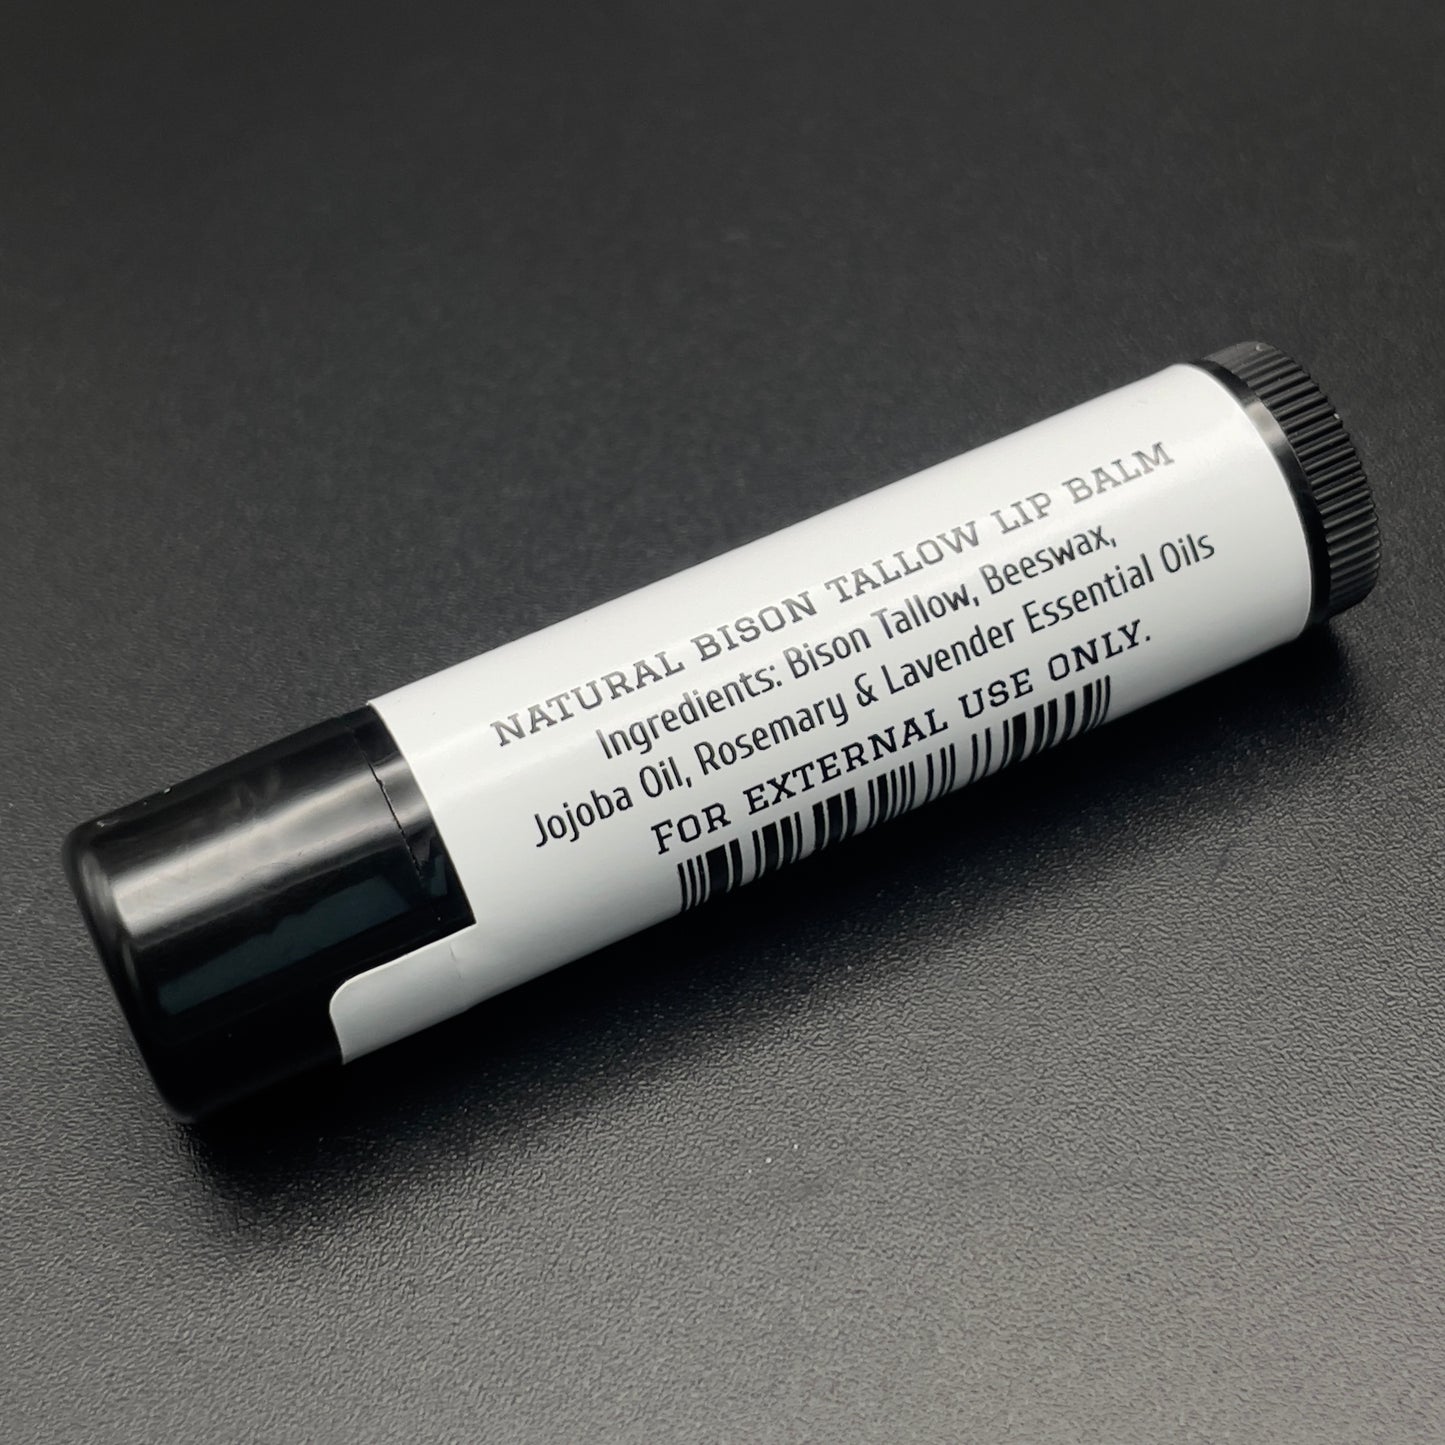 NATURAL BISON TALLOW LIP BALM
Ingredients: Bison Tallow, Beeswax,
Jojoba Oil, Rosemary & Lavender Essential Oils
FOR EXTERNAL USE ONLY.